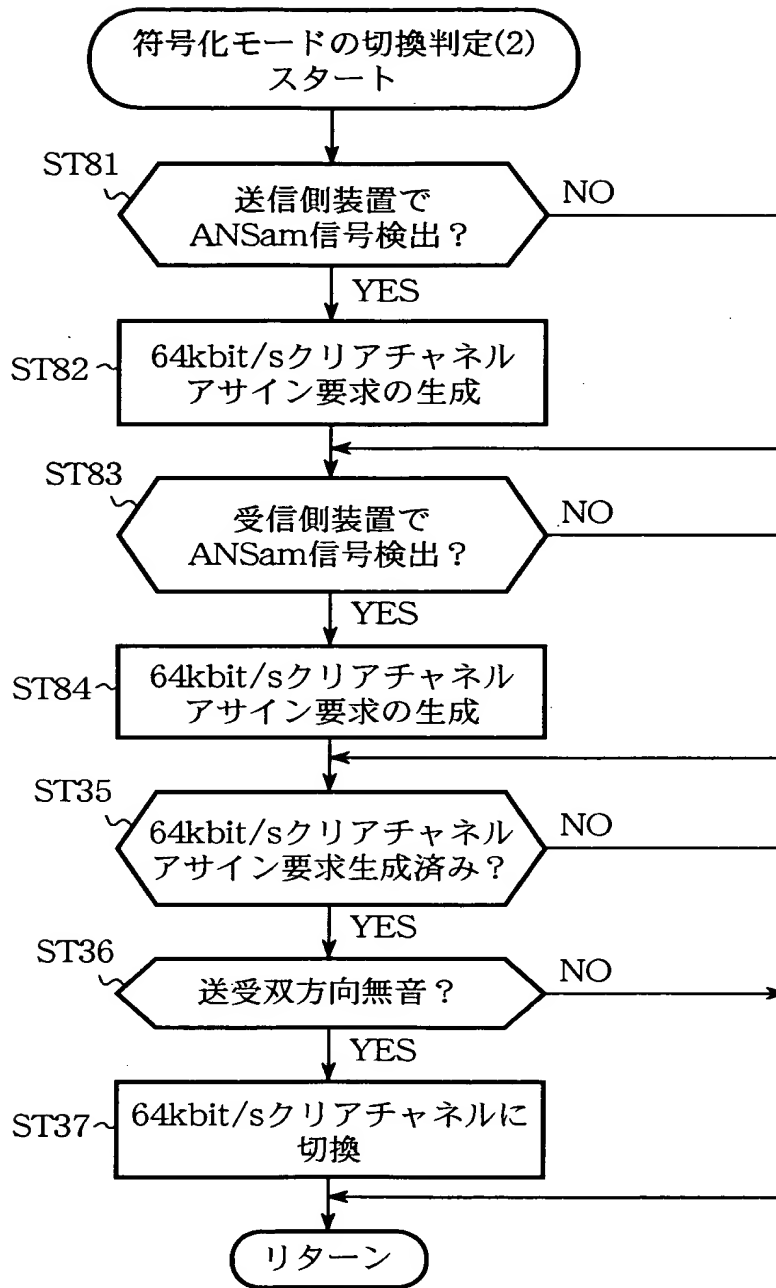 符号化モードの切換判定(2)
スタート
ST81
送信側装置で
ANSam信号検出？
NO
YES
ST82
64kbit/sクリアチャネル
アサイン要求の生成
ST83
受信側装置で
ANSam信号検出？
NO
YES
ST84
64kbit/sクリアチャネル
アサイン要求の生成
ST35
64kbit/sクリアチャネル
アサイン要求生成済み？
NO
YES
ST36
送受双方向無音？
NO
YES
ST37
64kbit/sクリアチャネルに
切換
リターン